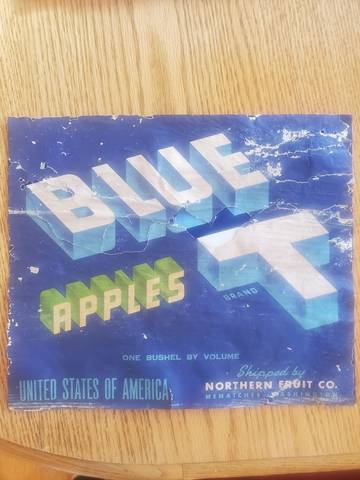 BLUE
T
BRAND
APPLES
ONE BUSHEL BY VOLUME
UNITED STATES OF AMERICA
Shipped by
NORTHERN FRUIT CO.
WENATCHEE - WASHINGTON